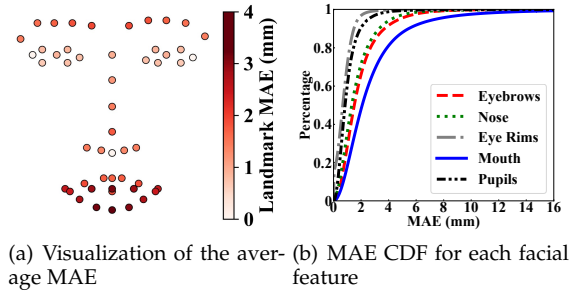 4
3
2
1
0
Landmark MAE (mm)
1
0.8
0.6
0.4
0.2
0
Percentage
Eyebrows
Nose
Eye Rims
Mouth
Pupils
0 2 4 6 8 10 12 14 16
MAE (mm)
(a) Visualization of the aver-
age MAE
(b) MAE CDF for each facial
feature